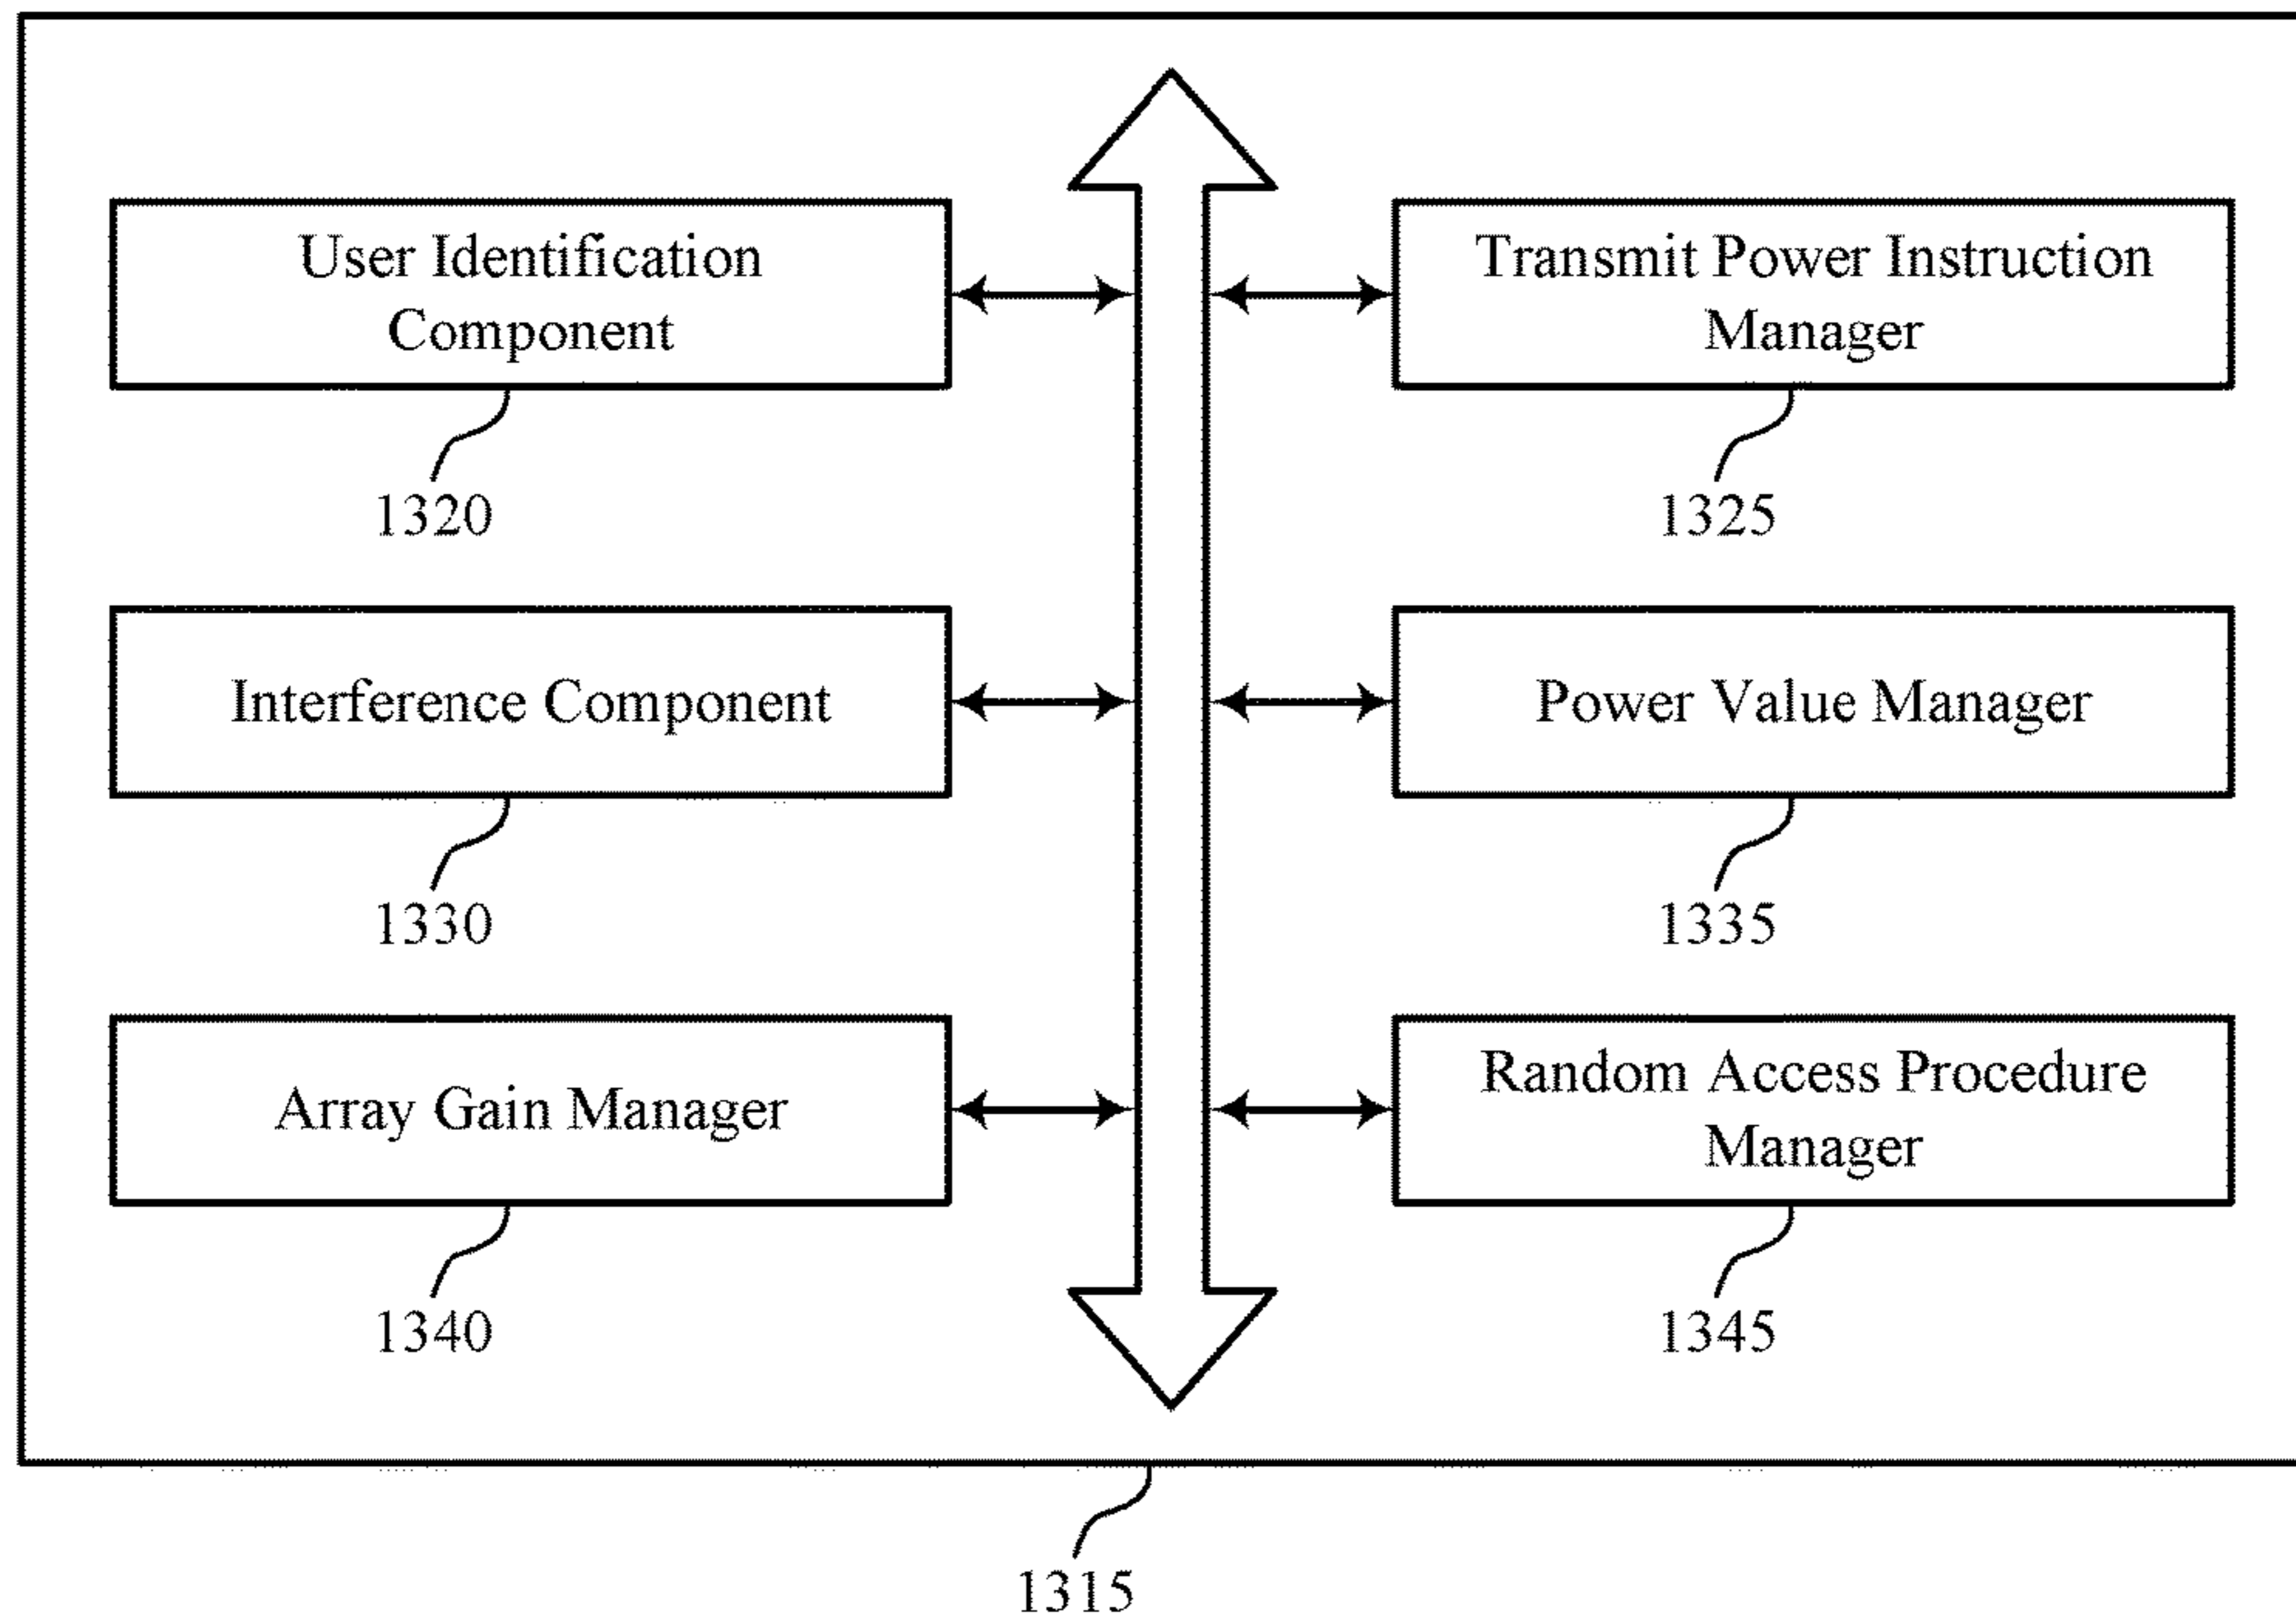 User Identification
Component
1320
Transmit Power Instruction
Manager
1325
Interference Component
1330
Power Value Manager
1335
Array Gain Manager
1340
Random Access Procedure
Manager
1345
1315